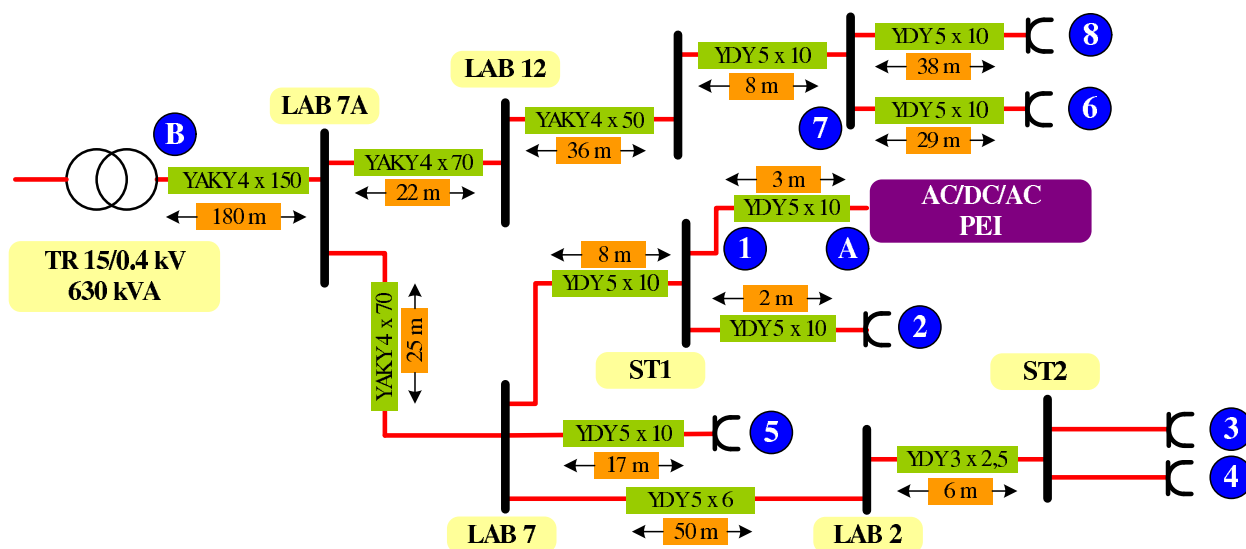 YDY5 x 10
38 m
8
YDY5 x 10
8 m
LAB 12
LAB 7A
B
YAKY4 x 50
36 m
7
YDY5 x 10
29 m
6
YAKY4 x 150
180 m
YAKY4 x 70
22 m
TR 15/0.4 kV
630 kVA
3 m
YDY5 x 10
AC/DC/AC
PEI
1
A
8 m
YDY5 x 10
2 m
YDY5 x 10
2
YAKY4 x 70
25 m
ST1
ST2
YDY5 x 10
17 m
5
3
YDY3 x 2,5
6 m
4
YDY5 x 6
50 m
LAB 7
LAB 2